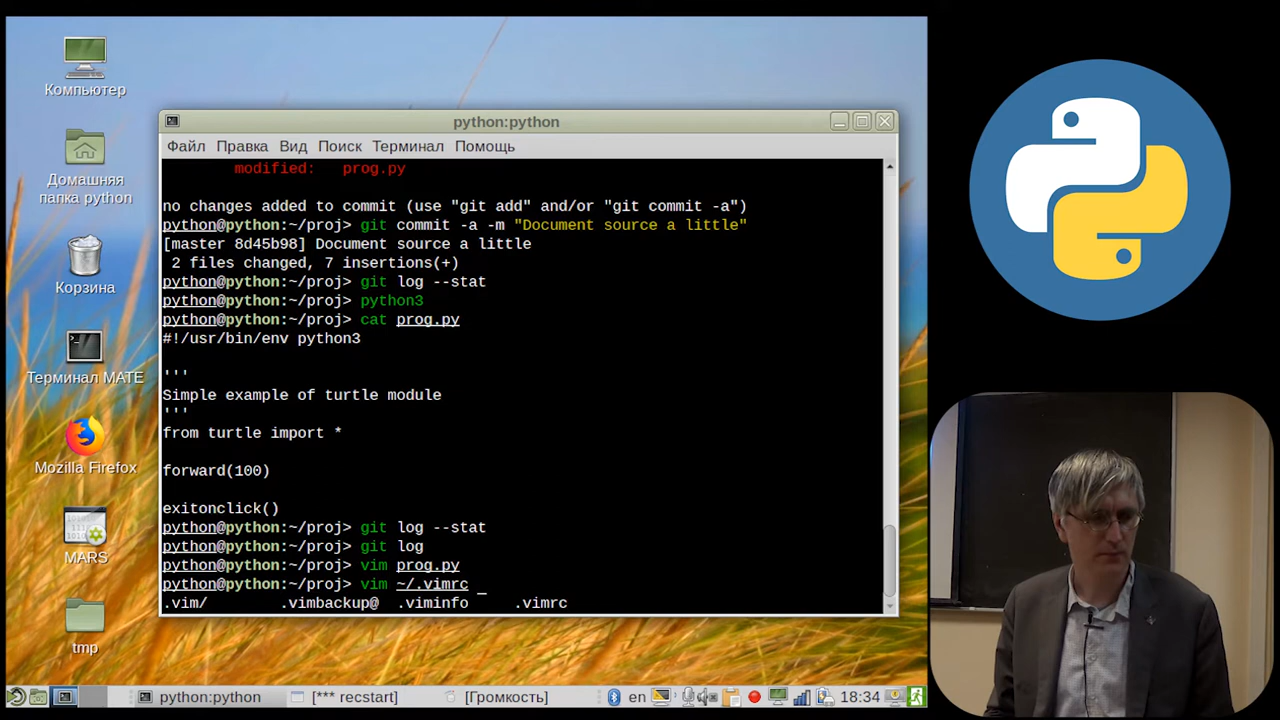 Компьютер
Домашняя
папка python
Корзина
Терминал MATE
Mozilla Firefox
MARS
tmp
python:python
Файл Правка Вид Поиск Терминал Помощь
modified: prog.py
no changes added to commit (use "git add" and/or "git commit -a")
python@python:~/proj> git commit -a -m "Document source a little"
[master 8d45b98] Document source a little
2 files changed, 7 insertions(+)
python@python:~/proj> git log --stat
python@python:~/proj> python3
python@python:~/proj> cat prog.py
#!/usr/bin/env python3
'''
Simple example of turtle module
'''
from turtle import *
forward(100)
exitonclick()
python@python:~/proj> git log --stat
python@python:~/proj> git log
python@python:~/proj> vim prog.py
python@python:~/proj> vim ~/.vimrc _
.vim/ .vimbackup@ .viminfo .vimrc
python:python [*** recstart] [Громкость] en 18:34